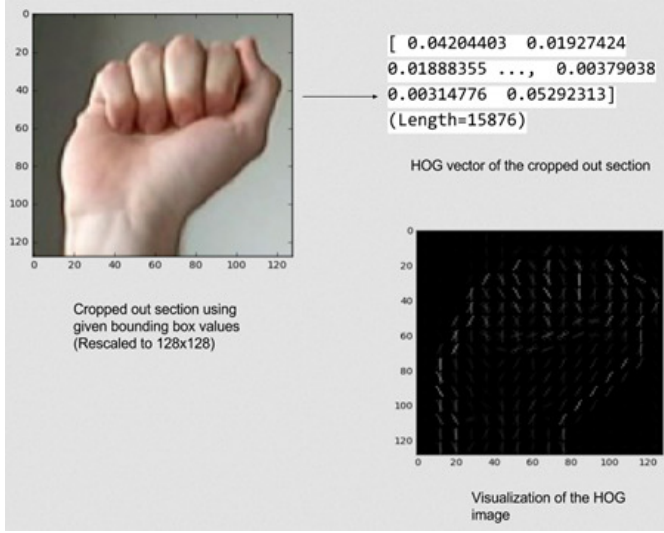 0
20
40
60
80
100
120
0 20 40 60 80 100 120
[ 0.04204403 0.01927424
0.01888355 ..., 0.00379038
0.00314776 0.05292313]
(Length=15876)
HOG vector of the cropped out section
Cropped out section using
given bounding box values
(Rescaled to 128x128)
0
20
40
60
80
100
120
0 20 40 60 80 100 120
Visualization of the HOG
image